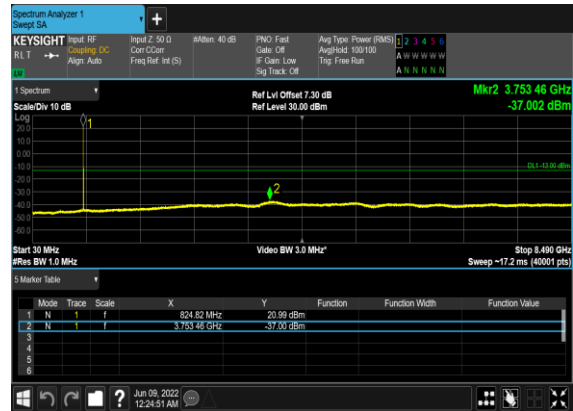 Spectrum Analyzer 1
Swept SA
+
KEYSIGHT Input: RF Input Z: 50 Ω #Atten: 40 dB PNO: Fast Avg Type: Power (RMS) 1 2 3 4 5 6
RLT Coupling: DC Corr CCorr Gate: Off Avg|Hold: 100/100 A W W W W W
Align: Auto Freq Ref: Int (S) IF Gain: Low Trig: Free Run
Sig Track: Off A N N N N N
1 Spectrum Ref Lvl Offset 7.30 dB Mkr2 3.753 46 GHz
Scale/Div 10 dB Ref Level 30.00 dBm -37.002 dBm
Log
1
20.0
10.0
0.00
-10.0 DL1 -13.00 dBm
-20.0
-30.0 2
-40.0
-50.0
-60.0
Start 30 MHz Video BW 3.0 MHz* Stop 8.490 GHz
#Res BW 1.0 MHz Sweep ~17.2 ms (40001 pts)
5 Marker Table
Mode Trace Scale X Y Function Function Width Function Value
1 N 1 f 824.82 MHz 20.99 dBm
2 N 1 f 3.753 46 GHz -37.00 dBm
3
4
5
6
? Jun 09, 2022
12:24:51 AM